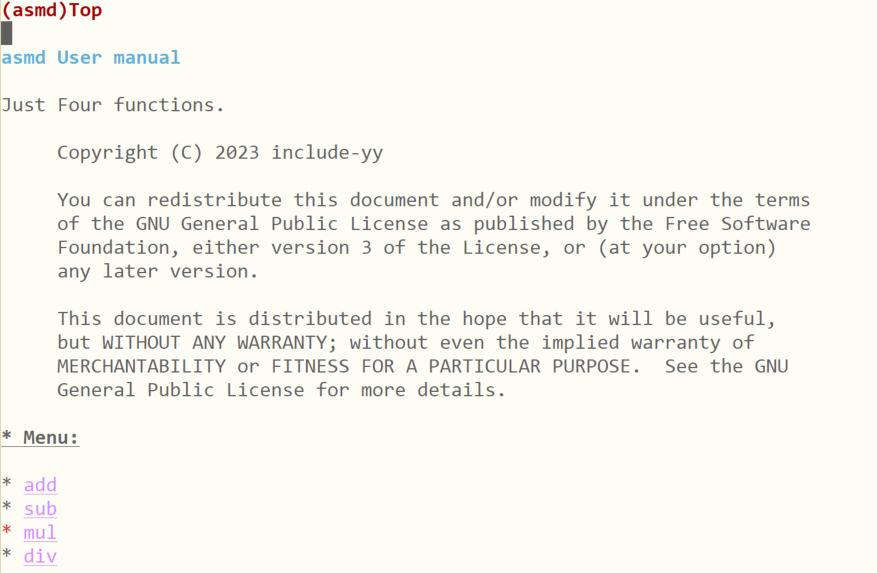 (asmd)Top
asmd User manual
Just Four functions.
Copyright (C) 2023 include-yy
You can redistribute this document and/or modify it under the terms
of the GNU General Public License as published by the Free Software
Foundation, either version 3 of the License, or (at your option)
any later version.
This document is distributed in the hope that it will be useful,
but WITHOUT ANY WARRANTY; without even the implied warranty of
MERCHANTABILITY or FITNESS FOR A PARTICULAR PURPOSE.  See the GNU
General Public License for more details.
* Menu:
* add
* sub
* mul
* div